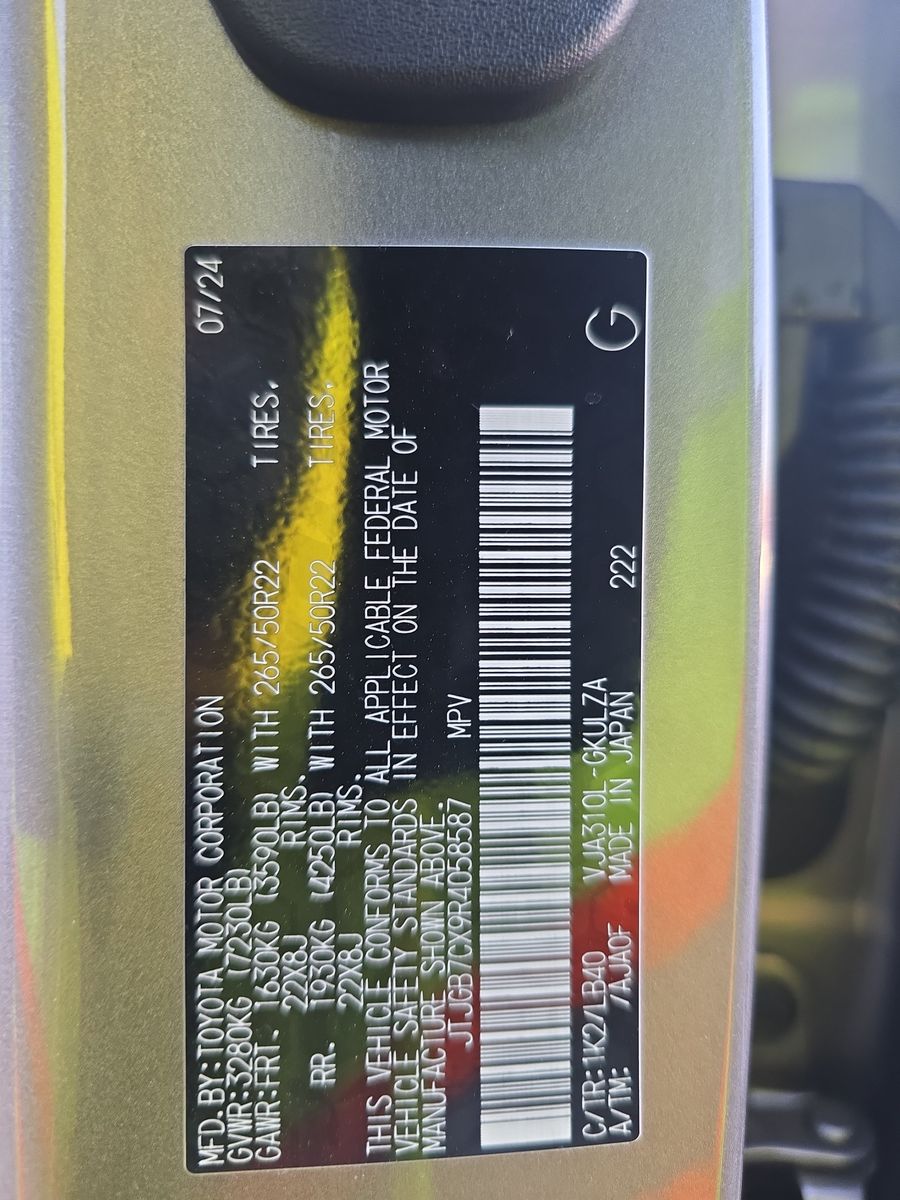 MFD.BY:TOYOTA MOTOR CORPORATION 07/24
GVWR:3280KG (7230LB)
GAWR:FRT. 1630KG (3590LB) WITH 265/50R22 TIRES.
22X8J RIMS.
RR. 1930KG (4250LB) WITH 265/50R22 TIRES.
22X8J RIMS.
THIS VEHICLE CONFORMS TO ALL APPLICABLE FEDERAL MOTOR
VEHICLE SAFETY STANDARDS IN EFFECT ON THE DATE OF
MANUFACTURE SHOWN ABOVE.
JTJGB7CX9R4058587 MPV
C/TR:1K2/LB40 VJA310L-GKULZA G
A/TM: /AJA0F MADE IN JAPAN 222